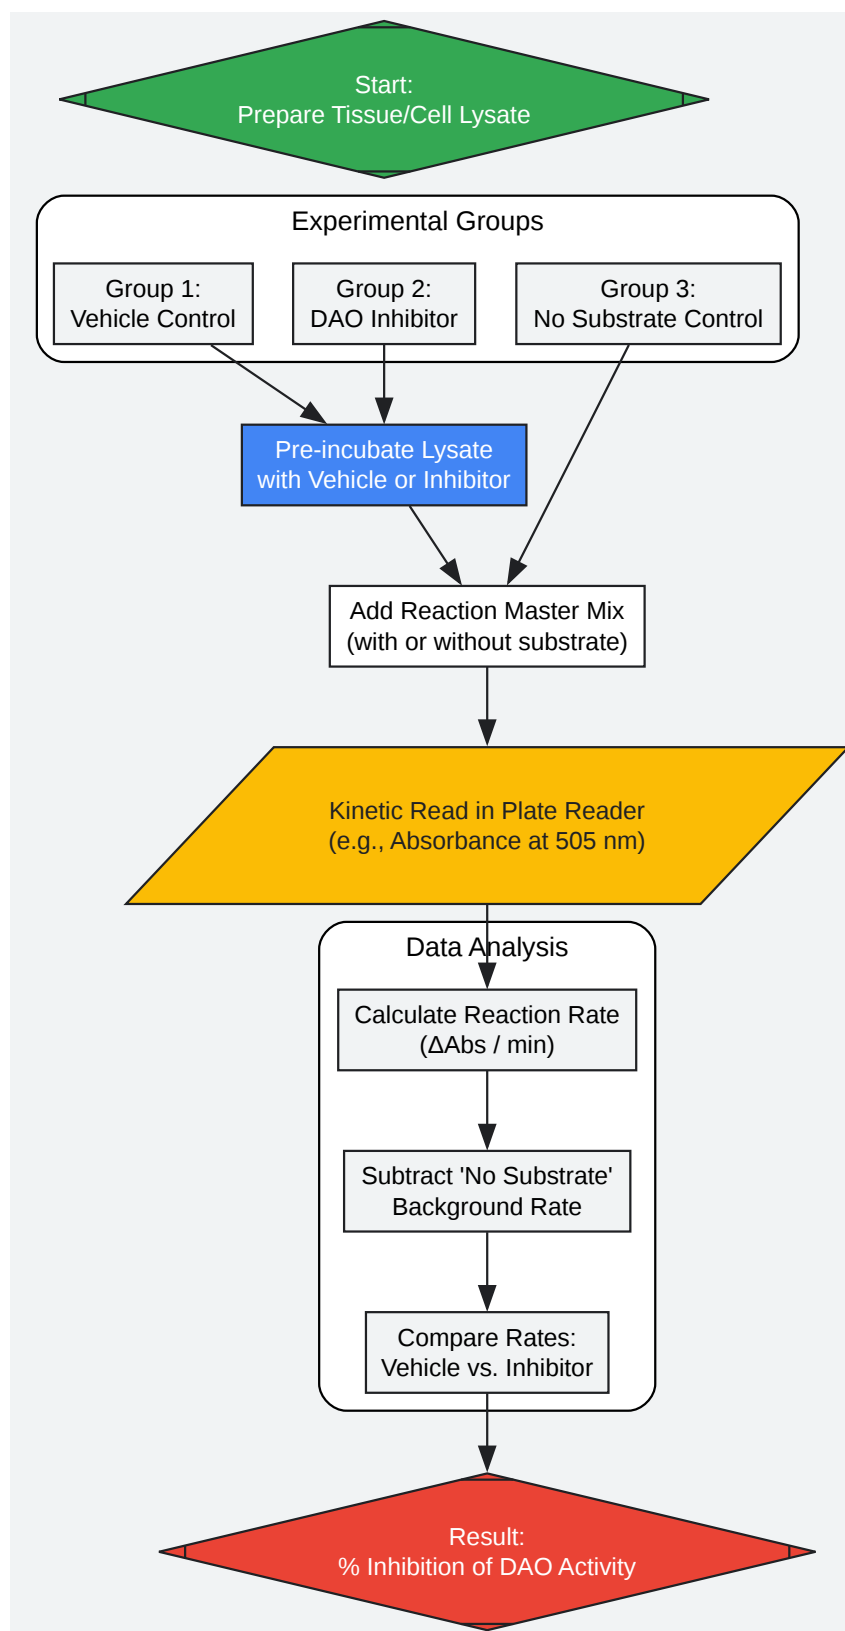 Start:
Prepare Tissue/Cell Lysate
Experimental Groups
Group 1:
Vehicle Control
Group 2:
DAO Inhibitor
Group 3:
No Substrate Control
Pre-incubate Lysate
with Vehicle or Inhibitor
Add Reaction Master Mix
(with or without substrate)
Kinetic Read in Plate Reader
(e.g., Absorbance at 505 nm)
Data Analysis
Calculate Reaction Rate
(ΔAbs / min)
Subtract 'No Substrate'
Background Rate
Compare Rates:
Vehicle vs. Inhibitor
Result:
% Inhibition of DAO Activity